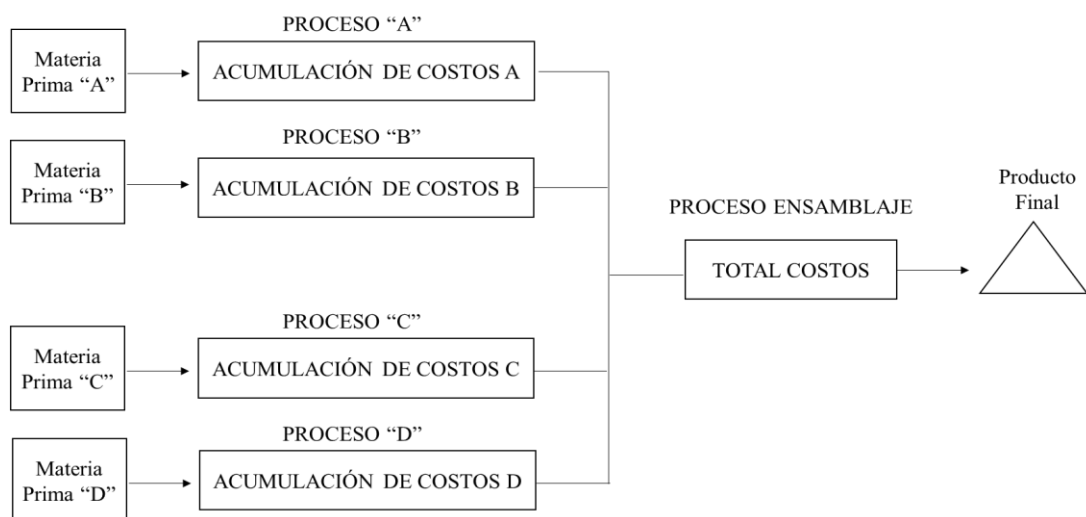 PROCESO “A”
Materia
Prima “A”
ACUMULACIÓN DE COSTOS A
PROCESO “B”
Materia
Prima “B”
ACUMULACIÓN DE COSTOS B
PROCESO ENSAMBLAJE
TOTAL COSTOS
Producto
Final
PROCESO “C”
Materia
Prima “C”
ACUMULACIÓN DE COSTOS C
PROCESO “D”
Materia
Prima “D”
ACUMULACIÓN DE COSTOS D